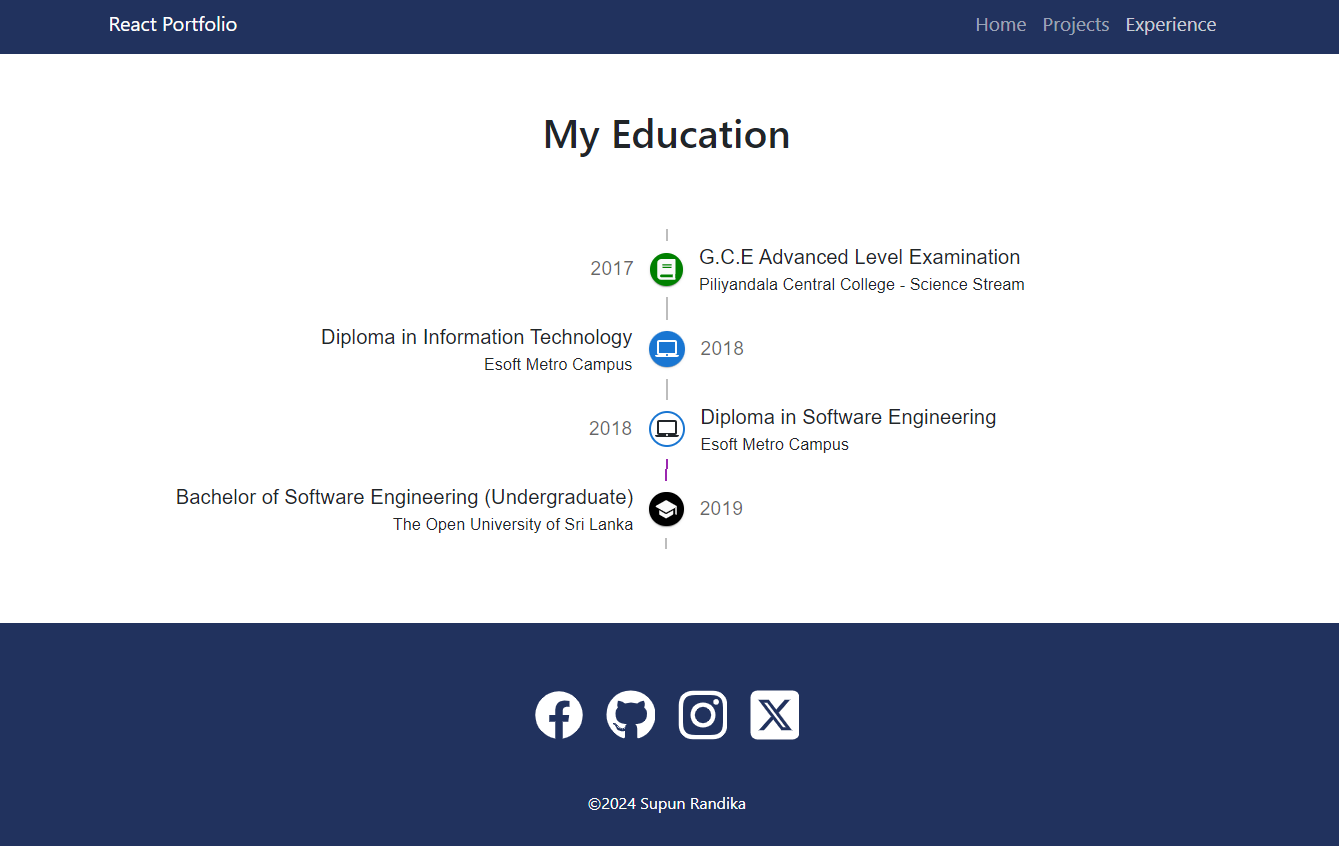 React Portfolio
Home Projects Experience
My Education
2017
G.C.E Advanced Level Examination
Piliyandala Central College - Science Stream
Diploma in Information Technology
Esoft Metro Campus
2018
2018
Diploma in Software Engineering
Esoft Metro Campus
Bachelor of Software Engineering (Undergraduate)
The Open University of Sri Lanka
2019
©2024 Supun Randika